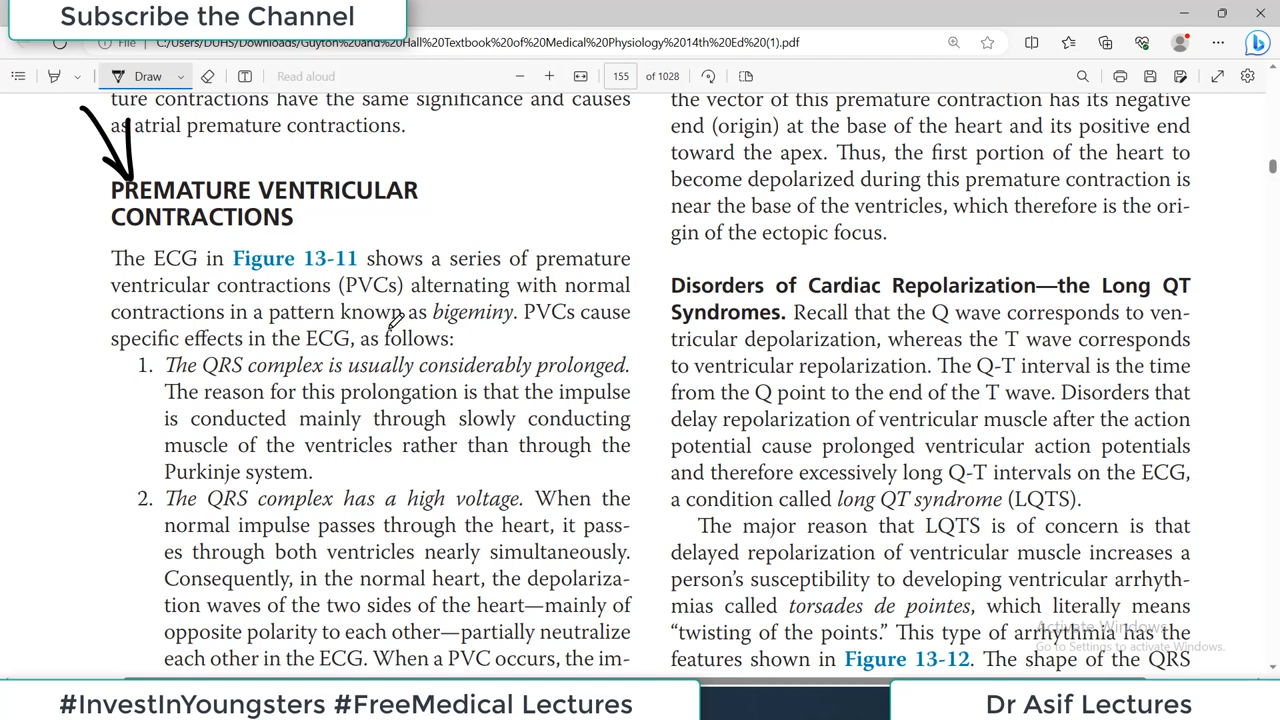 Subscribe the Channel
File
C:/Users/DUHS/Downloads/Guyton%20and%20Hall%20Textbook%20of%20Medical%20Physiology%2014th%20Ed%20(1).pdf
Draw
Read aloud
155 of 1028
ture contractions have the same significance and causes
as atrial premature contractions.
PREMATURE VENTRICULAR
CONTRACTIONS
The ECG in Figure 13-11 shows a series of premature
ventricular contractions (PVCs) alternating with normal
contractions in a pattern known as bigeminy. PVCs cause
specific effects in the ECG, as follows:
1. The QRS complex is usually considerably prolonged.
The reason for this prolongation is that the impulse
is conducted mainly through slowly conducting
muscle of the ventricles rather than through the
Purkinje system.
2. The QRS complex has a high voltage. When the
normal impulse passes through the heart, it pass-
es through both ventricles nearly simultaneously.
Consequently, in the normal heart, the depolariza-
tion waves of the two sides of the heart—mainly of
opposite polarity to each other—partially neutralize
each other in the ECG. When a PVC occurs, the im-
the vector of this premature contraction has its negative
end (origin) at the base of the heart and its positive end
toward the apex. Thus, the first portion of the heart to
become depolarized during this premature contraction is
near the base of the ventricles, which therefore is the ori-
gin of the ectopic focus.
Disorders of Cardiac Repolarization—the Long QT
Syndromes. Recall that the Q wave corresponds to ven-
tricular depolarization, whereas the T wave corresponds
to ventricular repolarization. The Q-T interval is the time
from the Q point to the end of the T wave. Disorders that
delay repolarization of ventricular muscle after the action
potential cause prolonged ventricular action potentials
and therefore excessively long Q-T intervals on the ECG,
a condition called long QT syndrome (LQTS).
The major reason that LQTS is of concern is that
delayed repolarization of ventricular muscle increases a
person's susceptibility to developing ventricular arrhyth-
mias called torsades de pointes, which literally means
"twisting of the points." This type of arrhythmia has the
features shown in Figure 13-12. The shape of the QRS
Activate Windows
Go to Settings to activate Windows.
#InvestInYoungsters #FreeMedical Lectures
Dr Asif Lectures